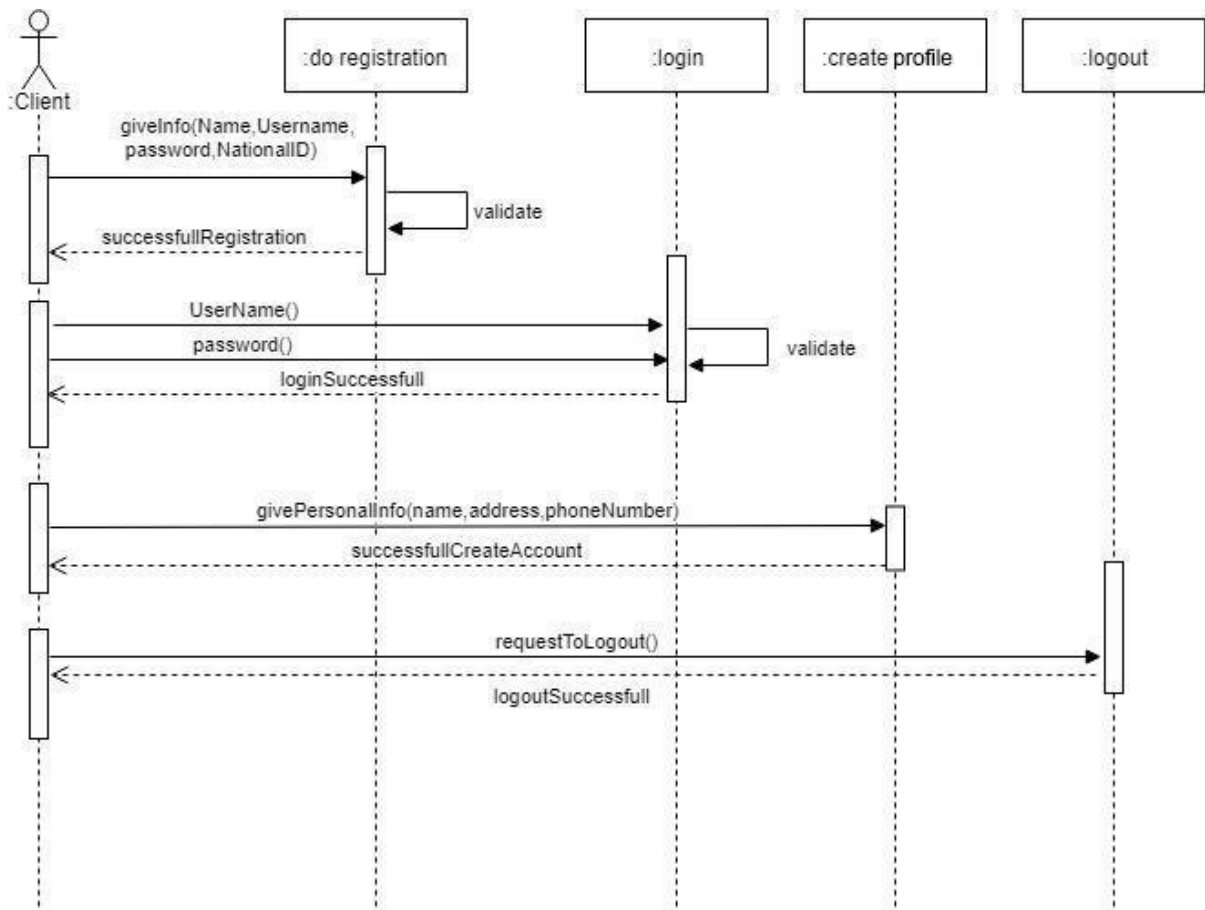 :do registration
:login
:create profile
:logout
:Client
giveInfo(Name,Username,
password,NationalID)
validate
successfullRegistration
UserName()
password()
validate
loginSuccessfull
givePersonalInfo(name,address,phoneNumber)
successfullCreateAccount
requestToLogout()
logoutSuccessfull